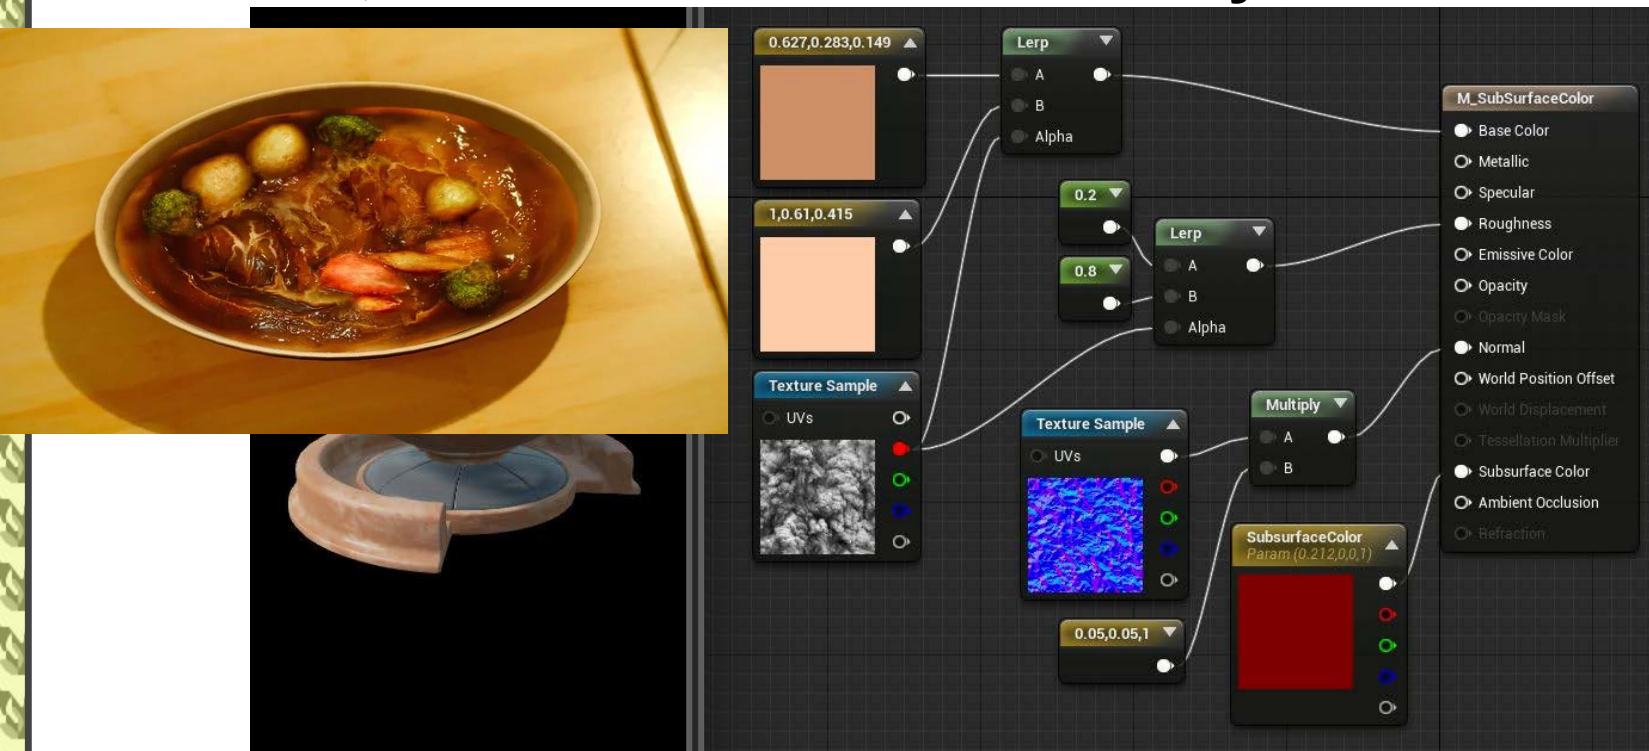 0.627,0.283,0.149
Lerp
A
B
Alpha
1,0.61,0.415
0.2
0.8
Lerp
A
B
Alpha
Texture Sample
UVs
Texture Sample
UVs
Multiply
A
B
0.05,0.05,1
SubsurfaceColor
Param (0.212,0,0,1)
M_SubSurfaceColor
Base Color
Metallic
Specular
Roughness
Emissive Color
Opacity
Opacity Mask
Normal
World Position Offset
World Displacement
Tessellation Multiplier
Subsurface Color
Ambient Occlusion
Refraction